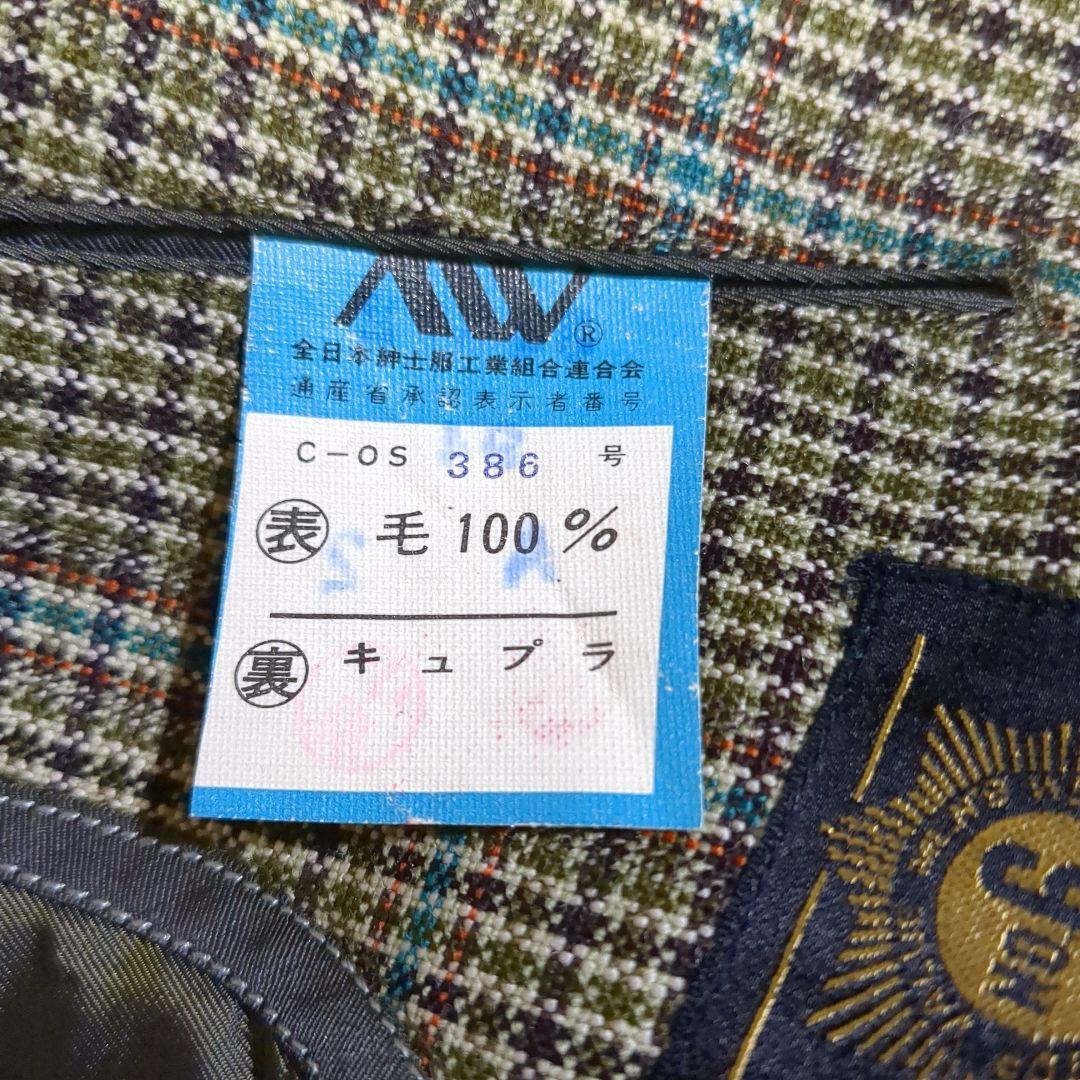 ®
全日本紳士服工業組合連合会
通産省承認表示者番号
C-OS 386 号
表 毛 100%
裏 キュプラ